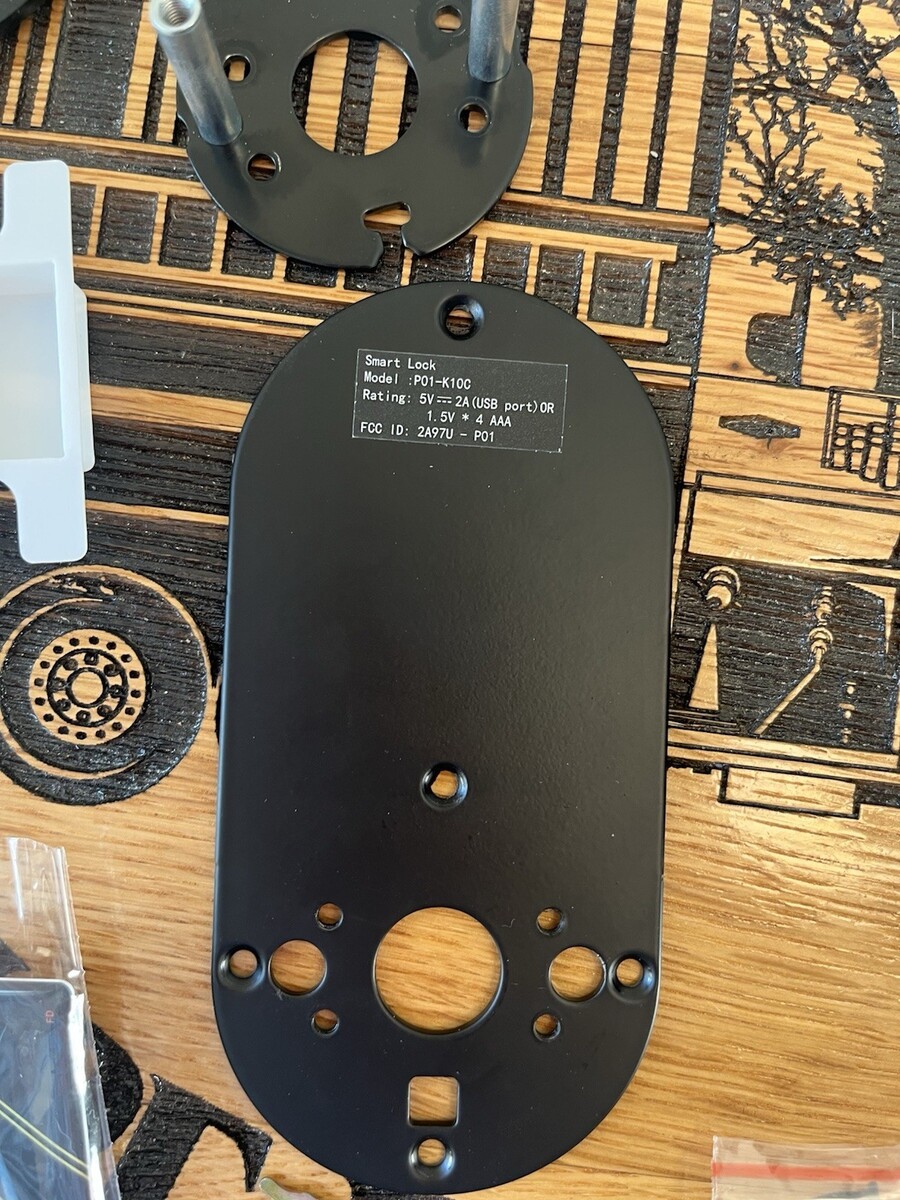 Smart Lock
Model :P01-K10C
Rating: 5V⎓2A(USB port)OR
1.5V * 4 AAA
FCC ID: 2A97U - P01
FD